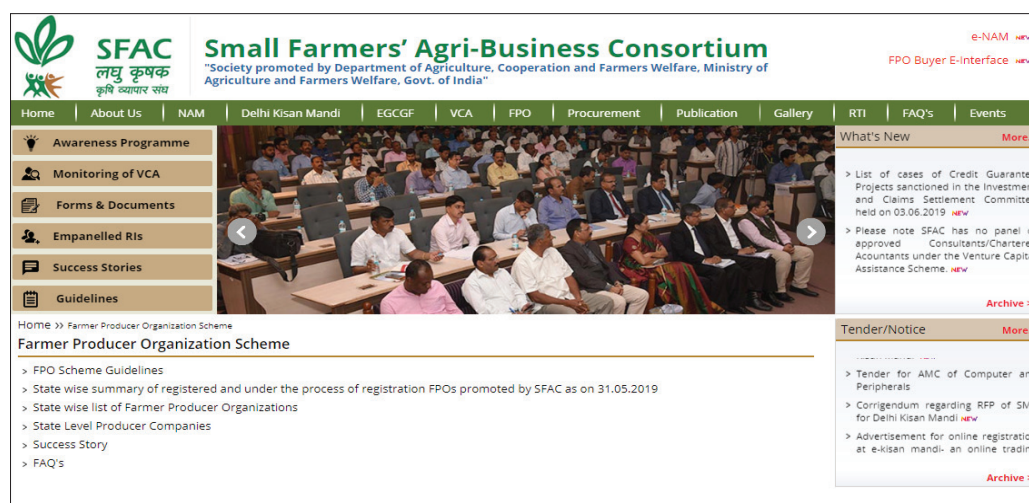 SFAC
लघु कृषक
कृषि व्यापार संघ
Small Farmers' Agri-Business Consortium
"Society promoted by Department of Agriculture, Cooperation and Farmers Welfare, Ministry of
Agriculture and Farmers Welfare, Govt. of India"
e-NAM NEW
FPO Buyer E-Interface NEW
Home About Us NAM Delhi Kisan Mandi EGCGF VCA FPO Procurement Publication Gallery RTI FAQ's Events
Awareness Programme
Monitoring of VCA
Forms & Documents
Empanelled RIs
Success Stories
Guidelines
What's New More
> List of cases of Credit Guarante
Projects sanctioned in the Investme
and Claims Settlement Committe
held on 03.06.2019 NEW
> Please note SFAC has no panel
approved Consultants/Chartere
Acountants under the Venture Capit
Assistance Scheme. NEW
Archive >
Home >> Farmer Producer Organization Scheme
Farmer Producer Organization Scheme
> FPO Scheme Guidelines
> State wise summary of registered and under the process of registration FPOs promoted by SFAC as on 31.05.2019
> State wise list of Farmer Producer Organizations
> State Level Producer Companies
> Success Story
> FAQ's
Tender/Notice More
> Tender for AMC of Computer an
Peripherals
> Corrigendum regarding RFP of SM
for Delhi Kisan Mandi NEW
> Advertisement for online registratio
at e-kisan mandi- an online tradin
Archive >